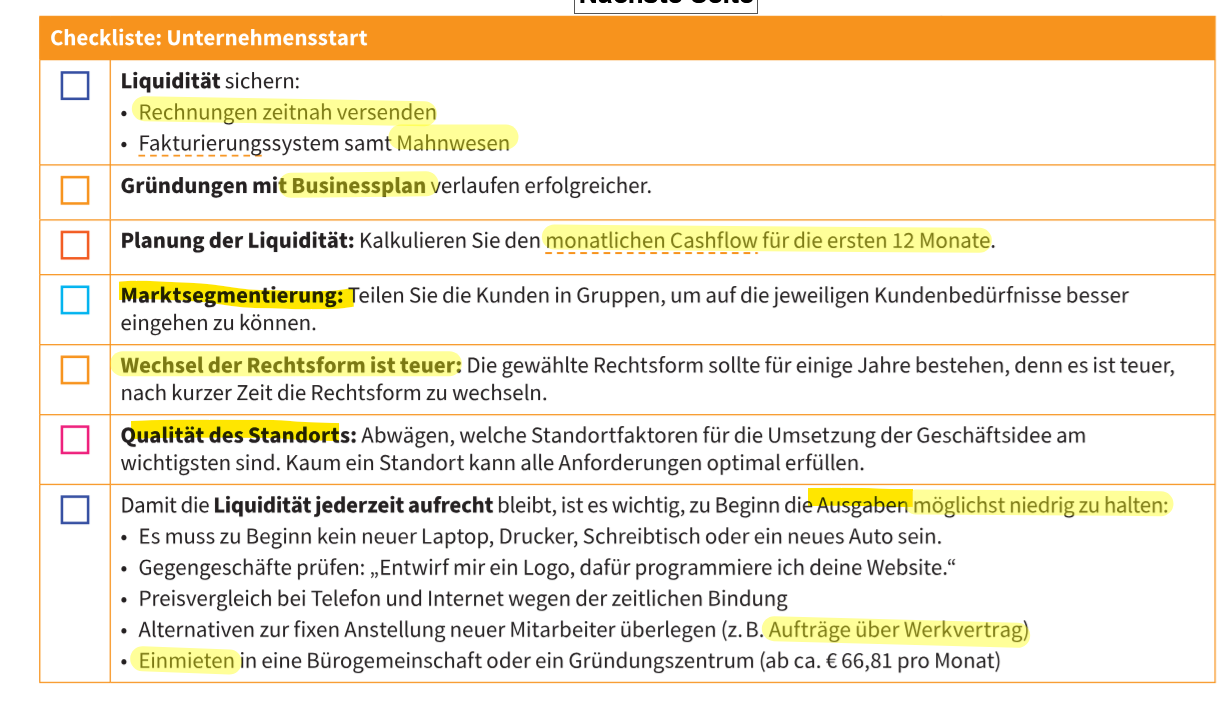 Nächste Seite
Checkliste: Unternehmensstart
Liquidität sichern:
• Rechnungen zeitnah versenden
• Fakturierungssystem samt Mahnwesen
Gründungen mit Businessplan verlaufen erfolgreicher.
Planung der Liquidität: Kalkulieren Sie den monatlichen Cashflow für die ersten 12 Monate.
Marktsegmentierung: Teilen Sie die Kunden in Gruppen, um auf die jeweiligen Kundenbedürfnisse besser
eingehen zu können.
Wechsel der Rechtsform ist teuer: Die gewählte Rechtsform sollte für einige Jahre bestehen, denn es ist teuer,
nach kurzer Zeit die Rechtsform zu wechseln.
Qualität des Standorts: Abwägen, welche Standortfaktoren für die Umsetzung der Geschäftsidee am
wichtigsten sind. Kaum ein Standort kann alle Anforderungen optimal erfüllen.
Damit die Liquidität jederzeit aufrecht bleibt, ist es wichtig, zu Beginn die Ausgaben möglichst niedrig zu halten:
• Es muss zu Beginn kein neuer Laptop, Drucker, Schreibtisch oder ein neues Auto sein.
• Gegengeschäfte prüfen: „Entwirf mir ein Logo, dafür programmiere ich deine Website.“
• Preisvergleich bei Telefon und Internet wegen der zeitlichen Bindung
• Alternativen zur fixen Anstellung neuer Mitarbeiter überlegen (z. B. Aufträge über Werkvertrag)
• Einmieten in eine Bürogemeinschaft oder ein Gründungszentrum (ab ca. € 66,81 pro Monat)